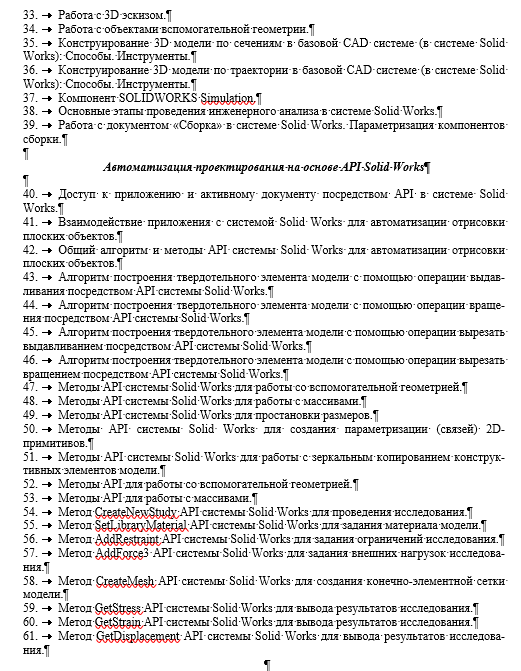 33. Работа с 3D эскизом.
34. Работа с объектами вспомогательной геометрии.
35. Конструирование 3D модели по сечениям в базовой CAD системе (в системе Solid
Works): Способы. Инструменты.
36. Конструирование 3D модели по траектории в базовой CAD системе (в системе Solid
Works): Способы. Инструменты.
37. Компонент SOLIDWORKS Simulation
38. Основные этапы проведения инженерного анализа в системе Solid Works.
39. Работа с документом «Сборка» в системе Solid Works. Параметризация компонентов
сборки.
Автоматизация проектирования на основе API Solid Works
40. Доступ к приложению и активному документу посредством API в системе Solid
Works.
41. Взаимодействие приложения с системой Solid Works для автоматизации отрисовки
плоских объектов.
42. Общий алгоритм и методы API системы Solid Works для автоматизации отрисовки
плоских объектов.
43. Алгоритм построения твердотельного элемента модели с помощью операции выдав-
ливания посредством API системы Solid Works.
44. Алгоритм построения твердотельного элемента модели с помощью операции враще-
ния посредством API системы Solid Works.
45. Алгоритм построения твердотельного элемента модели с помощью операции вырезать
выдавливанием посредством API системы Solid Works.
46. Алгоритм построения твердотельного элемента модели с помощью операции вырезать
вращением посредством API системы Solid Works.
47. Методы API системы Solid Works для работы со вспомогательной геометрией.
48. Методы API системы Solid Works для работы с массивами.
49. Методы API системы Solid Works для простановки размеров.
50. Методы API системы Solid Works для создания параметризации (связей) 2D-
примитивов.
51. Методы API системы Solid Works для работы с зеркальным копированием конструк-
тивных элементов модели.
52. Методы API для работы со вспомогательной геометрией.
53. Методы API для работы с массивами.
54. Метод CreateNewStudy API системы Solid Works для проведения исследования.
55. Метод SetLibraryMaterial API системы Solid Works для задания материала модели.
56. Метод AddRestraint API системы Solid Works для задания ограничений исследования.
57. Метод AddForce3 API системы Solid Works для задания внешних нагрузок исследова-
ния.
58. Метод CreateMesh API системы Solid Works для создания конечно-элементной сетки
модели.
59. Метод GetStress API системы Solid Works для вывода результатов исследования.
60. Метод GetStrain API системы Solid Works для вывода результатов исследования.
61. Метод GetDisplacement API системы Solid Works для вывода результатов исследова-
ния.